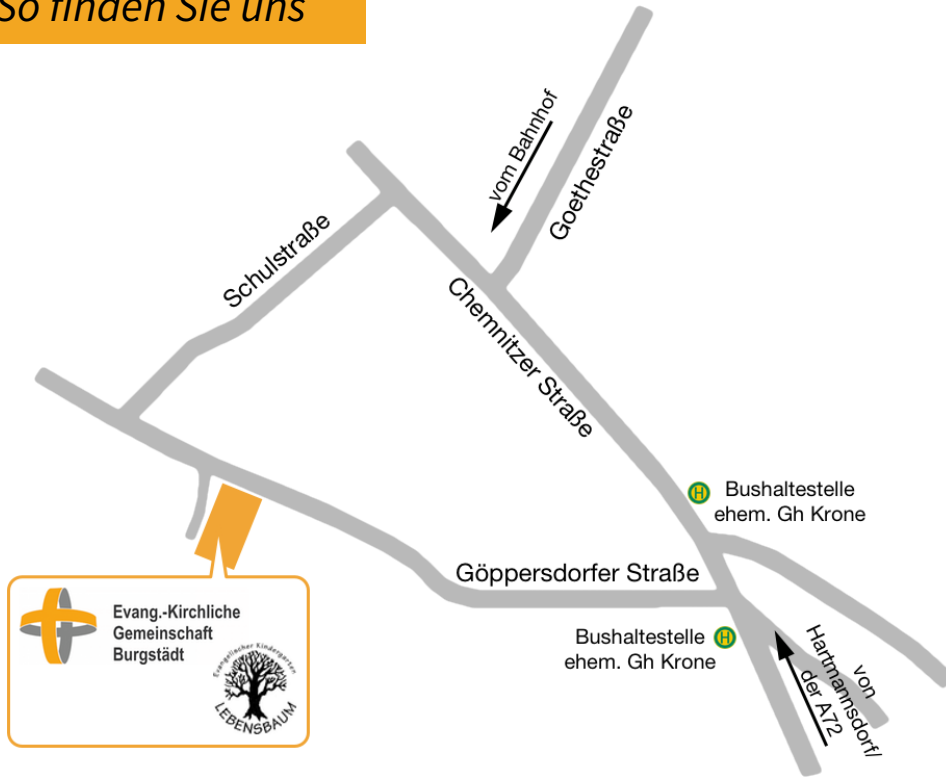 So finden Sie uns
vom Bahnhof
Goethestraße
Schulstraße
Chemnitzer Straße
Bushaltestelle
ehem. Gh Krone
Göppersdorfer Straße
Bushaltestelle
ehem. Gh Krone
von
Hartmannsdorf/
der A72
Evang.-Kirchliche
Gemeinschaft
Burgstädt
Evangelischer Kindergarten
LEBENSBAUM